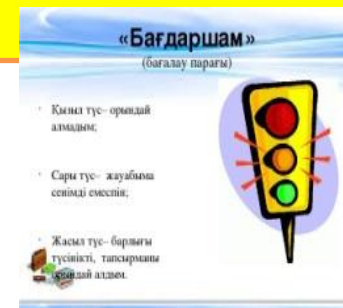 «Бағдаршам»
(бағалау парағы)
Қызыл түс– орындай
алмадым;
Сары түс– жауабыма
сенімді емеспін;
Жасыл түс– барлығы
түсінікті, тапсырманы
орындай алдым.